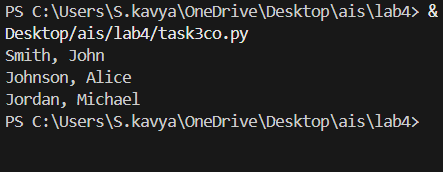 PS C:\Users\S.kavya\OneDrive\Desktop\ais\lab4> &
Desktop/ais/lab4/task3co.py
Smith, John
Johnson, Alice
Jordan, Michael
PS C:\Users\S.kavya\OneDrive\Desktop\ais\lab4>